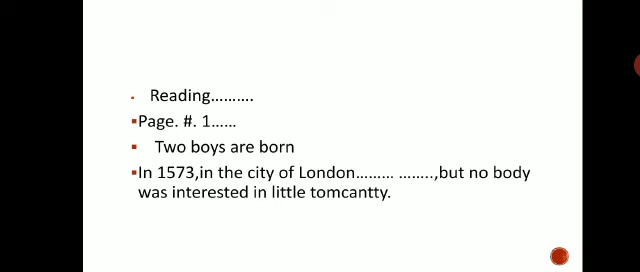 Reading..........
Page. #. 1......
Two boys are born
In 1573,in the city of London......... ........,but no body
was interested in little tomcantty.